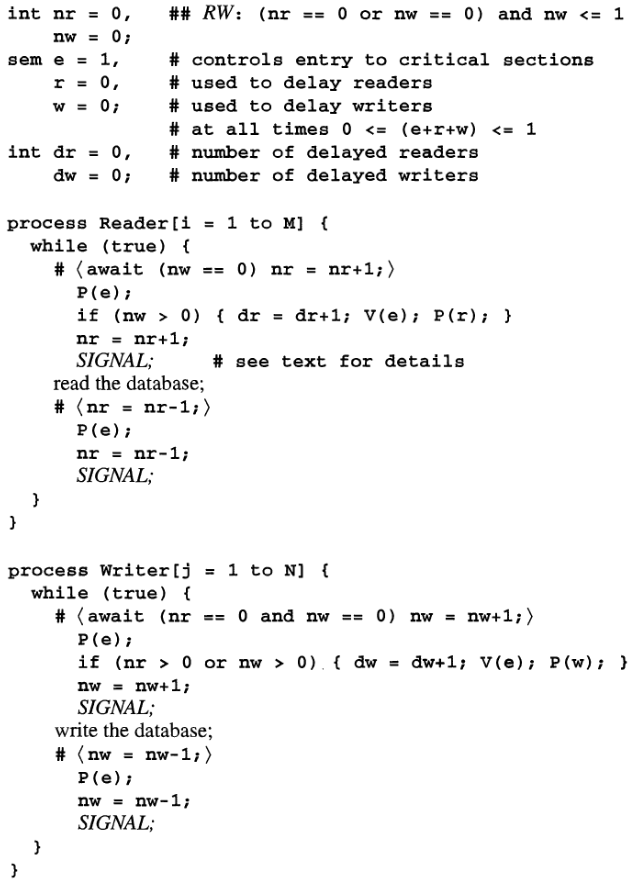 int nr = 0,    ## RW: (nr == 0 or nw == 0) and nw <= 1
    nw = 0;
sem e = 1,     # controls entry to critical sections
    r = 0,     # used to delay readers
    w = 0;     # used to delay writers
               # at all times 0 <= (e+r+w) <= 1
int dr = 0,    # number of delayed readers
    dw = 0;    # number of delayed writers
process Reader[i = 1 to M] {
  while (true) {
    # ⟨await (nw == 0) nr = nr+1;⟩
      P(e);
      if (nw > 0) { dr = dr+1; V(e); P(r); }
      nr = nr+1;
      SIGNAL;     # see text for details
    read the database;
    # ⟨nr = nr-1;⟩
      P(e);
      nr = nr-1;
      SIGNAL;
  }
}
process Writer[j = 1 to N] {
  while (true) {
    # ⟨await (nr == 0 and nw == 0) nw = nw+1;⟩
      P(e);
      if (nr > 0 or nw > 0) { dw = dw+1; V(e); P(w); }
      nw = nw+1;
      SIGNAL;
    write the database;
    # ⟨nw = nw-1;⟩
      P(e);
      nw = nw-1;
      SIGNAL;
  }
}